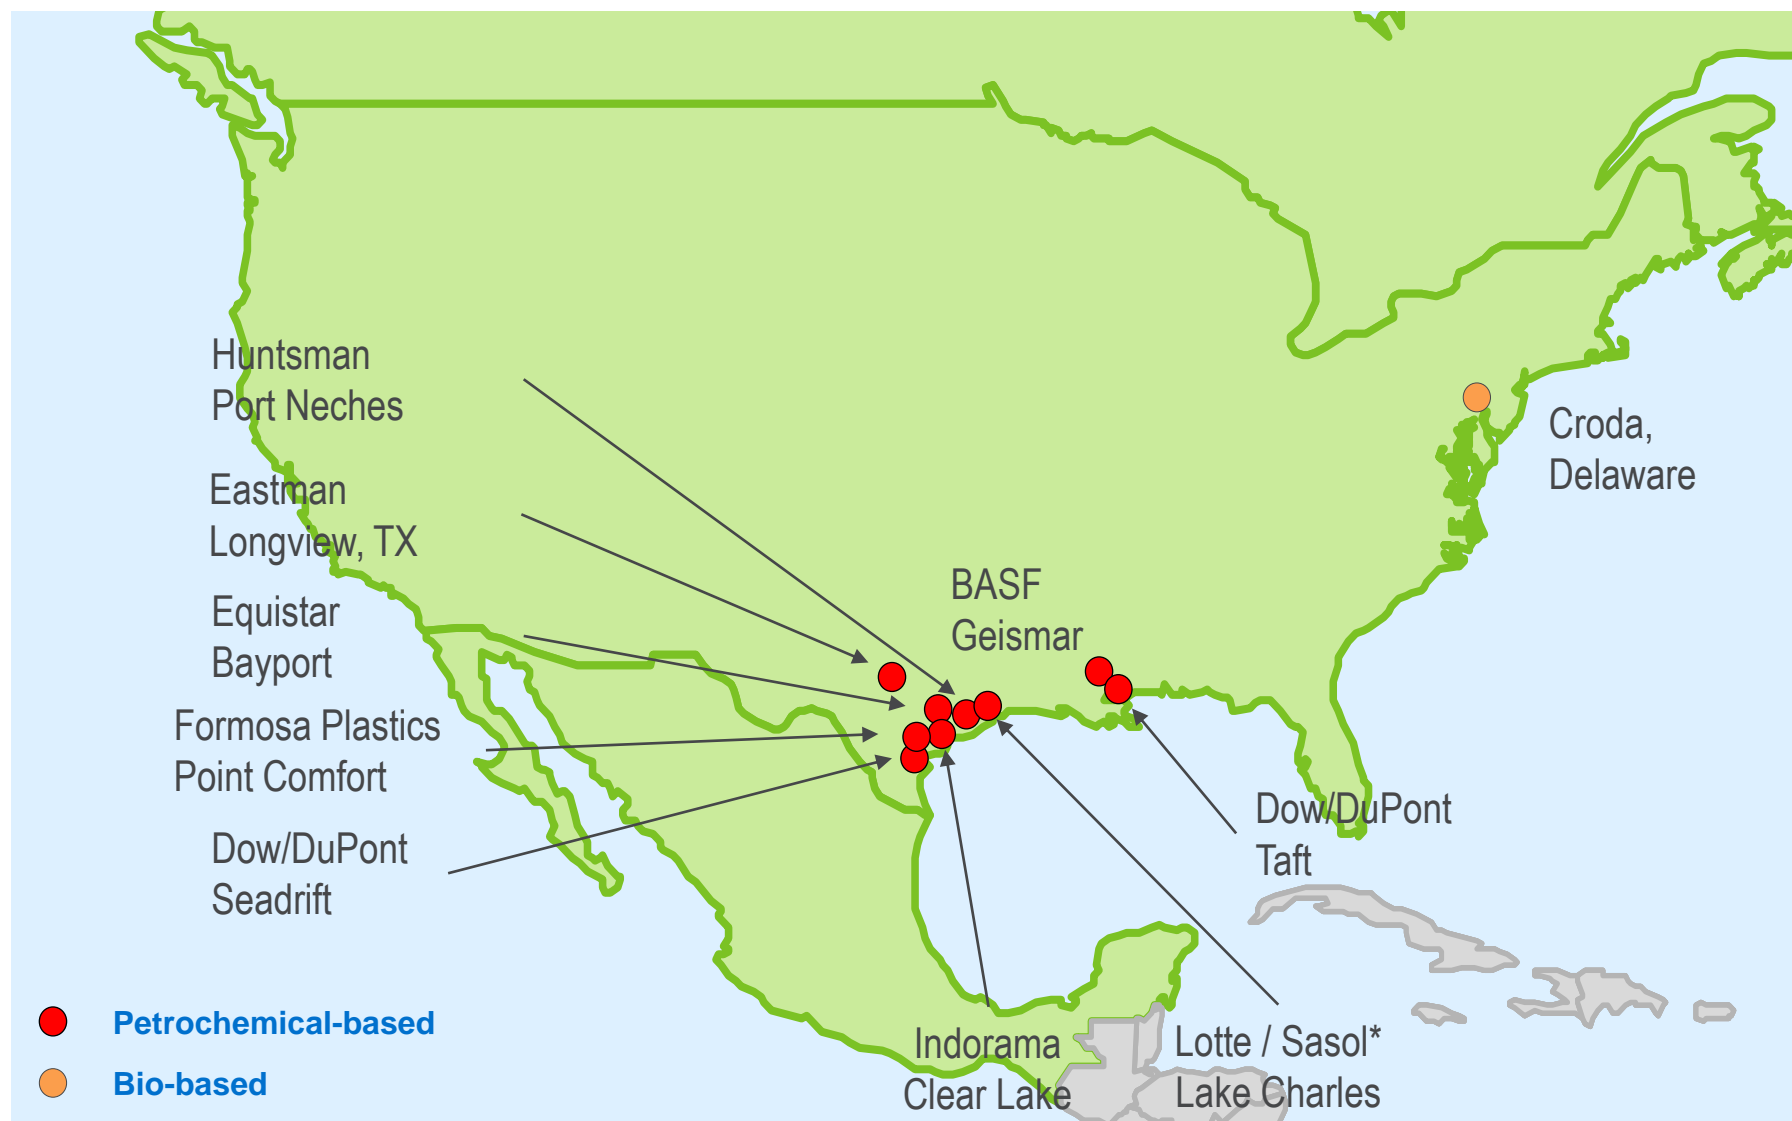 Huntsman
Port Neches
Eastman
Longview, TX
Equistar
Bayport
Formosa Plastics
Point Comfort
Dow/DuPont
Seadrift
BASF
Geismar
Croda,
Delaware
Dow/DuPont
Taft
Indorama
Clear Lake
Lotte / Sasol*
Lake Charles
Petrochemical-based
Bio-based